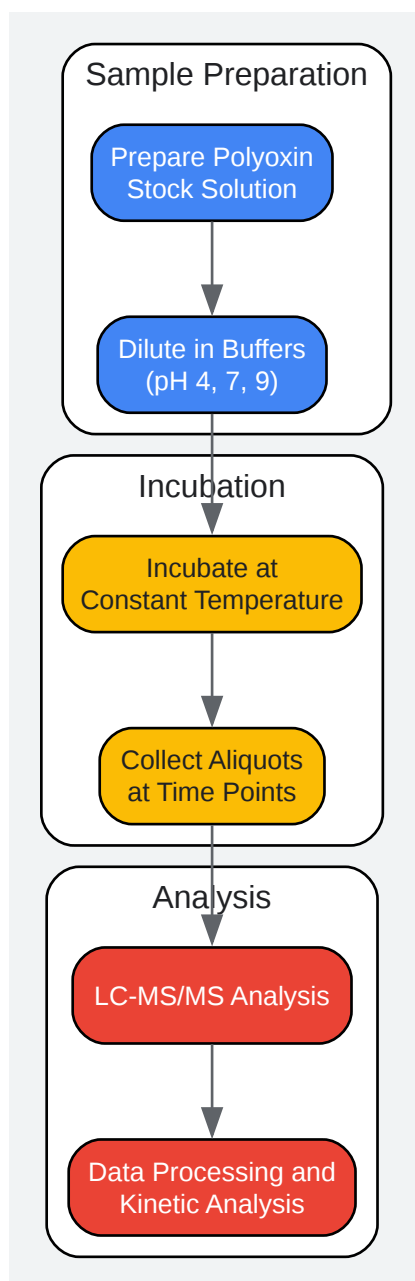 Sample Preparation
Prepare Polyoxin
Stock Solution
Dilute in Buffers
(pH 4, 7, 9)
Incubation
Incubate at
Constant Temperature
Collect Aliquots
at Time Points
Analysis
LC-MS/MS Analysis
Data Processing and
Kinetic Analysis